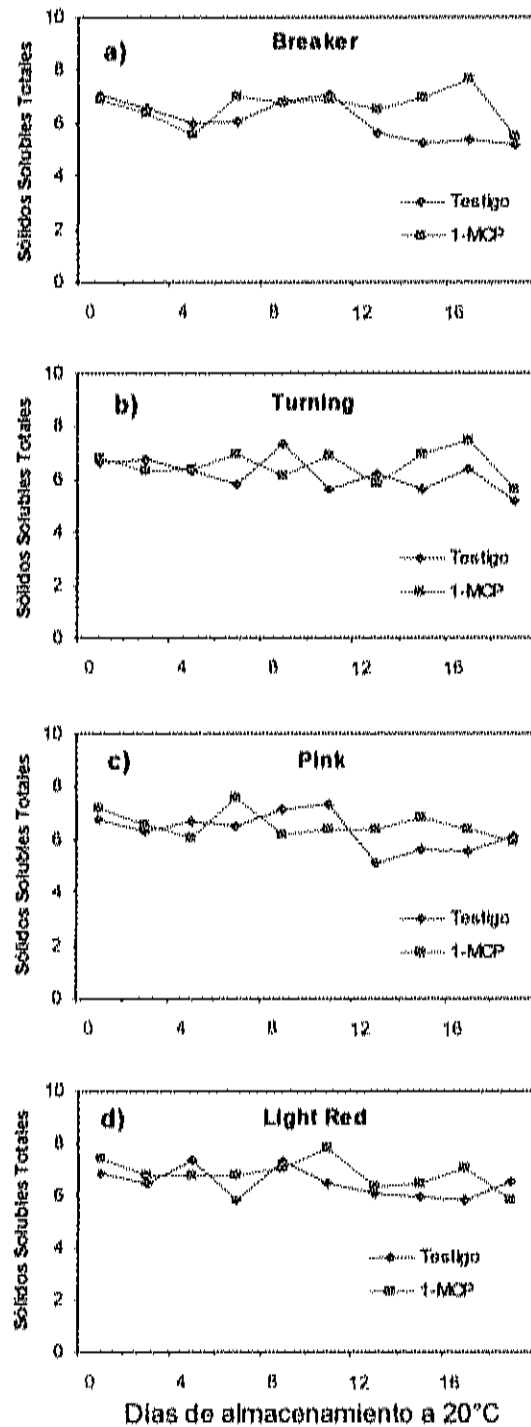 a) Breaker
Sólidos Solubles Totales
10
8
6
4
2
0
Testigo
1-MCP
0 4 8 12 16
b) Turning
Sólidos Solubles Totales
10
8
6
4
2
0
Testigo
1-MCP
0 4 8 12 16
c) Pink
Sólidos Solubles Totales
10
8
6
4
2
0
Testigo
1-MCP
0 4 8 12 16
d) Light Red
Sólidos Solubles Totales
10
8
6
4
2
0
Testigo
1-MCP
0 4 8 12 16
Días de almacenamiento a 20°C